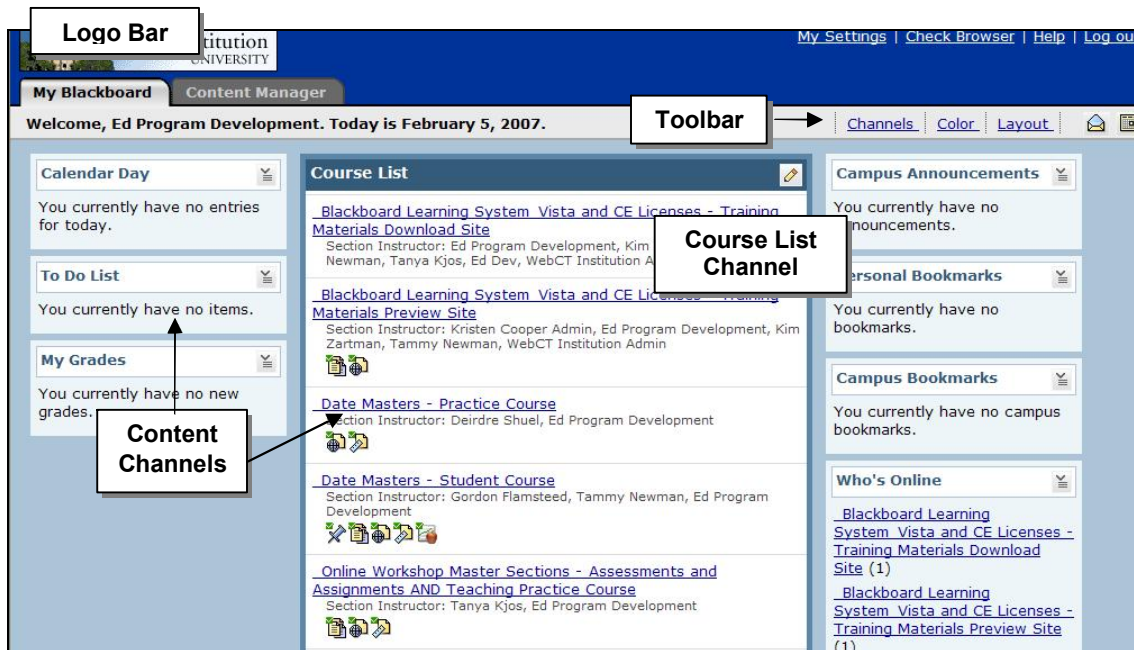 Logo Bar
UNIVERSITY
My Settings | Check Browser | Help | Log ou
My Blackboard Content Manager
Welcome, Ed Program Development. Today is February 5, 2007.
Toolbar
Channels Color Layout
Calendar Day
You currently have no entries
for today.
To Do List
You currently have no items.
My Grades
You currently have no new
grades.
Content
Channels
Course List
Blackboard Learning System Vista and CE Licenses - Training
Materials Download Site
Section Instructor: Ed Program Development, Kim
Newman, Tanya Kjos, Ed Dev, WebCT Institution A
Course List
Channel
Blackboard Learning System Vista and CE Licenses - Training
Materials Preview Site
Section Instructor: Kristen Cooper Admin, Ed Program Development, Kim
Zartman, Tammy Newman, WebCT Institution Admin
Date Masters - Practice Course
Section Instructor: Deirdre Shuel, Ed Program Development
Date Masters - Student Course
Section Instructor: Gordon Flamsteed, Tammy Newman, Ed Program
Development
Online Workshop Master Sections - Assessments and
Assignments AND Teaching Practice Course
Section Instructor: Tanya Kjos, Ed Program Development
Campus Announcements
You currently have no
announcements.
Personal Bookmarks
You currently have no
bookmarks.
Campus Bookmarks
You currently have no campus
bookmarks.
Who's Online
Blackboard Learning
System Vista and CE Licenses -
Training Materials Download
Site (1)
Blackboard Learning
System Vista and CE Licenses -
Training Materials Preview Site
(1)